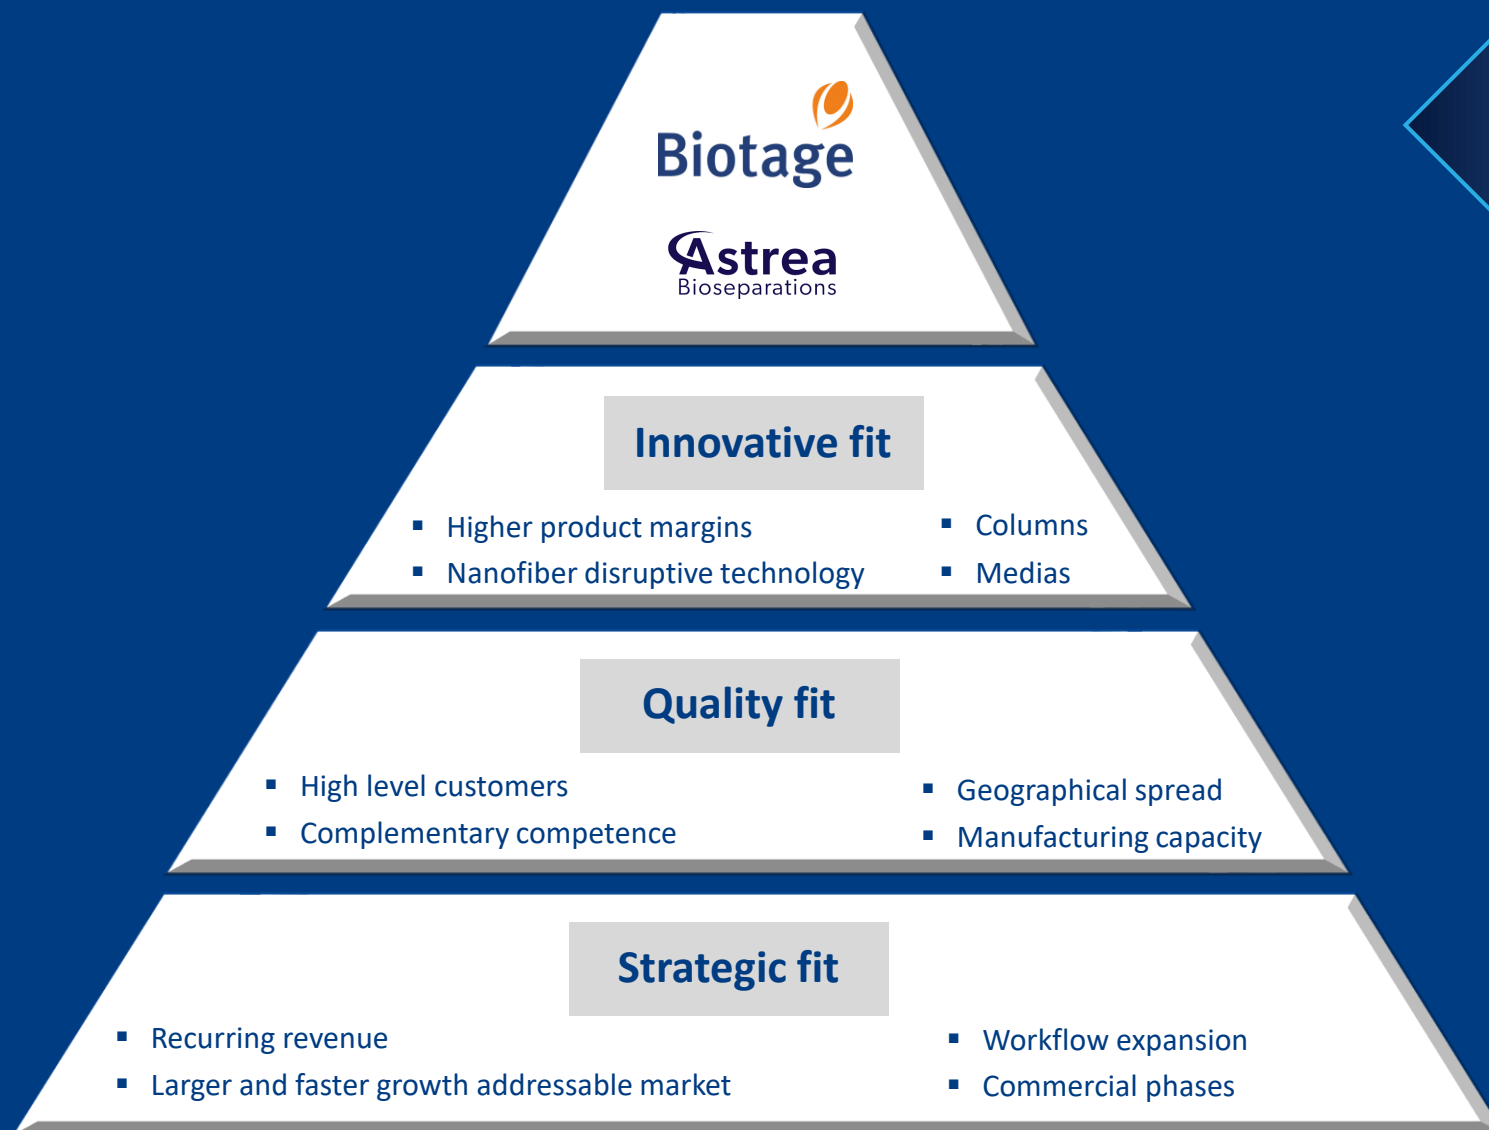 Biotage
Astrea
Bioseparations
Innovative fit
▪ Higher product margins
▪ Nanofiber disruptive technology
▪ Columns
▪ Medias
Quality fit
▪ High level customers
▪ Complementary competence
▪ Geographical spread
▪ Manufacturing capacity
Strategic fit
▪ Recurring revenue
▪ Larger and faster growth addressable market
▪ Workflow expansion
▪ Commercial phases